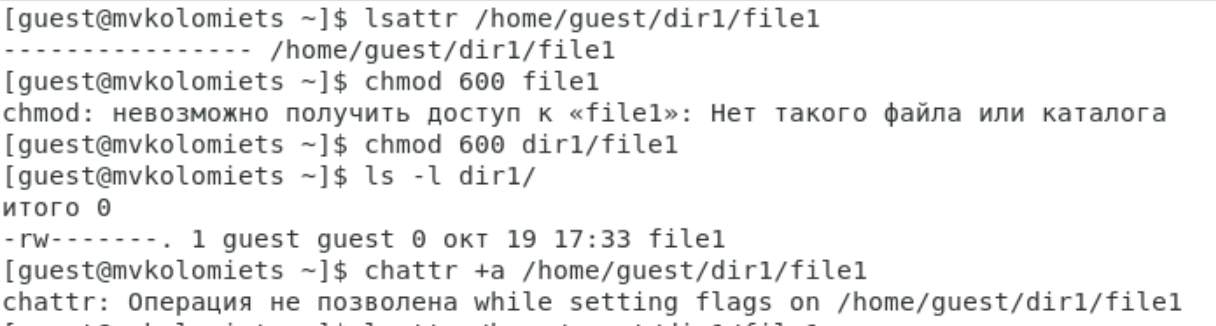 [guest@mvkolomiets ~]$ lsattr /home/guest/dir1/file1
---------------- /home/guest/dir1/file1
[guest@mvkolomiets ~]$ chmod 600 file1
chmod: невозможно получить доступ к «file1»: Нет такого файла или каталога
[guest@mvkolomiets ~]$ chmod 600 dir1/file1
[guest@mvkolomiets ~]$ ls -l dir1/
итого 0
-rw-------. 1 guest guest 0 окт 19 17:33 file1
[guest@mvkolomiets ~]$ chattr +a /home/guest/dir1/file1
chattr: Операция не позволена while setting flags on /home/guest/dir1/file1